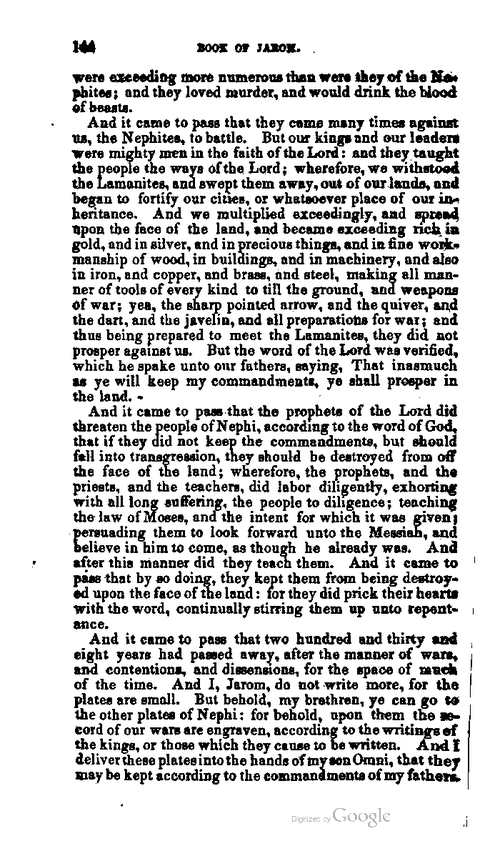 144 BOOK OF JAROM.
were exceeding more numerous than were they of the Ne-
phites; and they loved murder, and would drink the blood
of beasts.
And it came to pass that they came many times against
us, the Nephites, to battle. But our kings and our leaders
were mighty men in the faith of the Lord: and they taught
the people the ways of the Lord; wherefore, we withstood
the Lamanites, and swept them away, out of our lands, and
began to fortify our cities, or whatsoever place of our in-
heritance. And we multiplied exceedingly, and spread
upon the face of the land, and became exceeding rich in
gold, and in silver, and in precious things, and in fine work-
manship of wood, in buildings, and in machinery, and also
in iron, and copper, and brass, and steel, making all man-
ner of tools of every kind to till the ground, and weapons
of war; yea, the sharp pointed arrow, and the quiver, and
the dart, and the javelin, and all preparations for war; and
thus being prepared to meet the Lamanites, they did not
prosper against us. But the word of the Lord was verified,
which he spake unto our fathers, saying, That inasmuch
as ye will keep my commandments, ye shall prosper in
the land.
And it came to pass that the prophets of the Lord did
threaten the people of Nephi, according to the word of God,
that if they did not keep the commandments, but should
fall into transgression, they should be destroyed from off
the face of the land; wherefore, the prophets, and the
priests, and the teachers, did labor diligently, exhorting
with all long suffering, the people to diligence; teaching
the law of Moses, and the intent for which it was given;
persuading them to look forward unto the Messiah, and
believe in him to come, as though he already was. And
after this manner did they teach them. And it came to
pass that by so doing, they kept them from being destroy-
ed upon the face of the land: for they did prick their hearts
with the word, continually stirring them up unto repent-
ance.
And it came to pass that two hundred and thirty and
eight years had passed away, after the manner of wars,
and contentions, and dissensions, for the space of much
of the time. And I, Jarom, do not write more, for the
plates are small. But behold, my brethren, ye can go to
the other plates of Nephi: for behold, upon them the re-
cord of our wars are engraven, according to the writings of
the kings, or those which they cause to be written. And I
deliver these plates into the hands of my son Omni, that they
may be kept according to the commandments of my fathers.
Digitized by Google